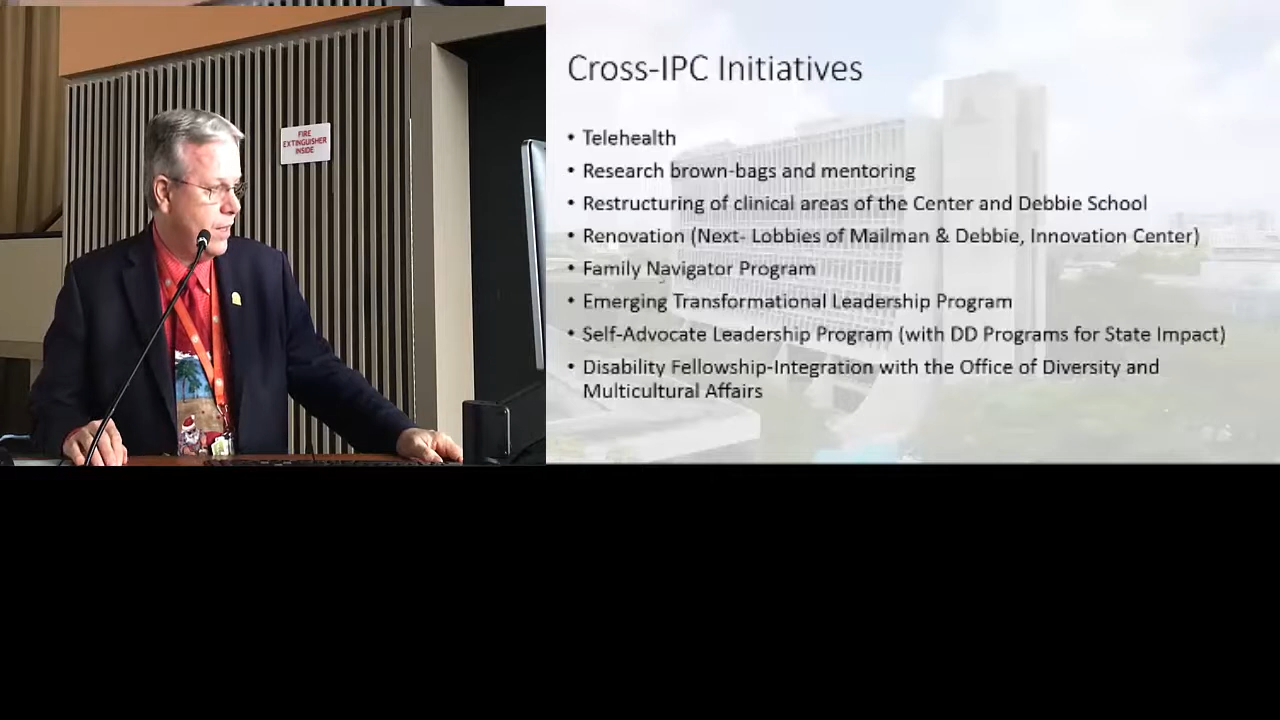 FIRE
EXTINGUISHER
INSIDE
Cross-IPC Initiatives
• Telehealth
• Research brown-bags and mentoring
• Restructuring of clinical areas of the Center and Debbie School
• Renovation (Next- Lobbies of Mailman & Debbie, Innovation Center)
• Family Navigator Program
• Emerging Transformational Leadership Program
• Self-Advocate Leadership Program (with DD Programs for State Impact)
• Disability Fellowship-Integration with the Office of Diversity and
Multicultural Affairs